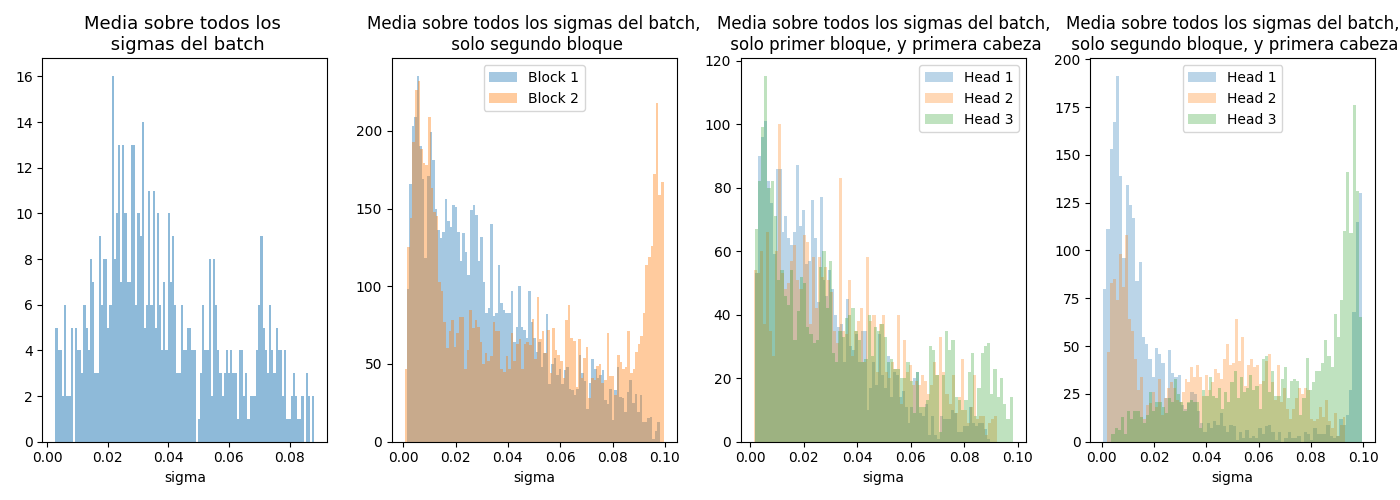 Media sobre todos los
sigmas del batch
0
2
4
6
8
10
12
14
16
0.00
0.02
0.04
0.06
0.08
sigma
Media sobre todos los sigmas del batch,
solo segundo bloque
Block 1
Block 2
0
50
100
150
200
0.00
0.02
0.04
0.06
0.08
0.10
sigma
Media sobre todos los sigmas del batch,
solo primer bloque, y primera cabeza
Head 1
Head 2
Head 3
0
20
40
60
80
100
120
0.00
0.02
0.04
0.06
0.08
0.10
sigma
Media sobre todos los sigmas del batch,
solo segundo bloque, y primera cabeza
Head 1
Head 2
Head 3
0
25
50
75
100
125
150
175
200
0.00
0.02
0.04
0.06
0.08
0.10
sigma